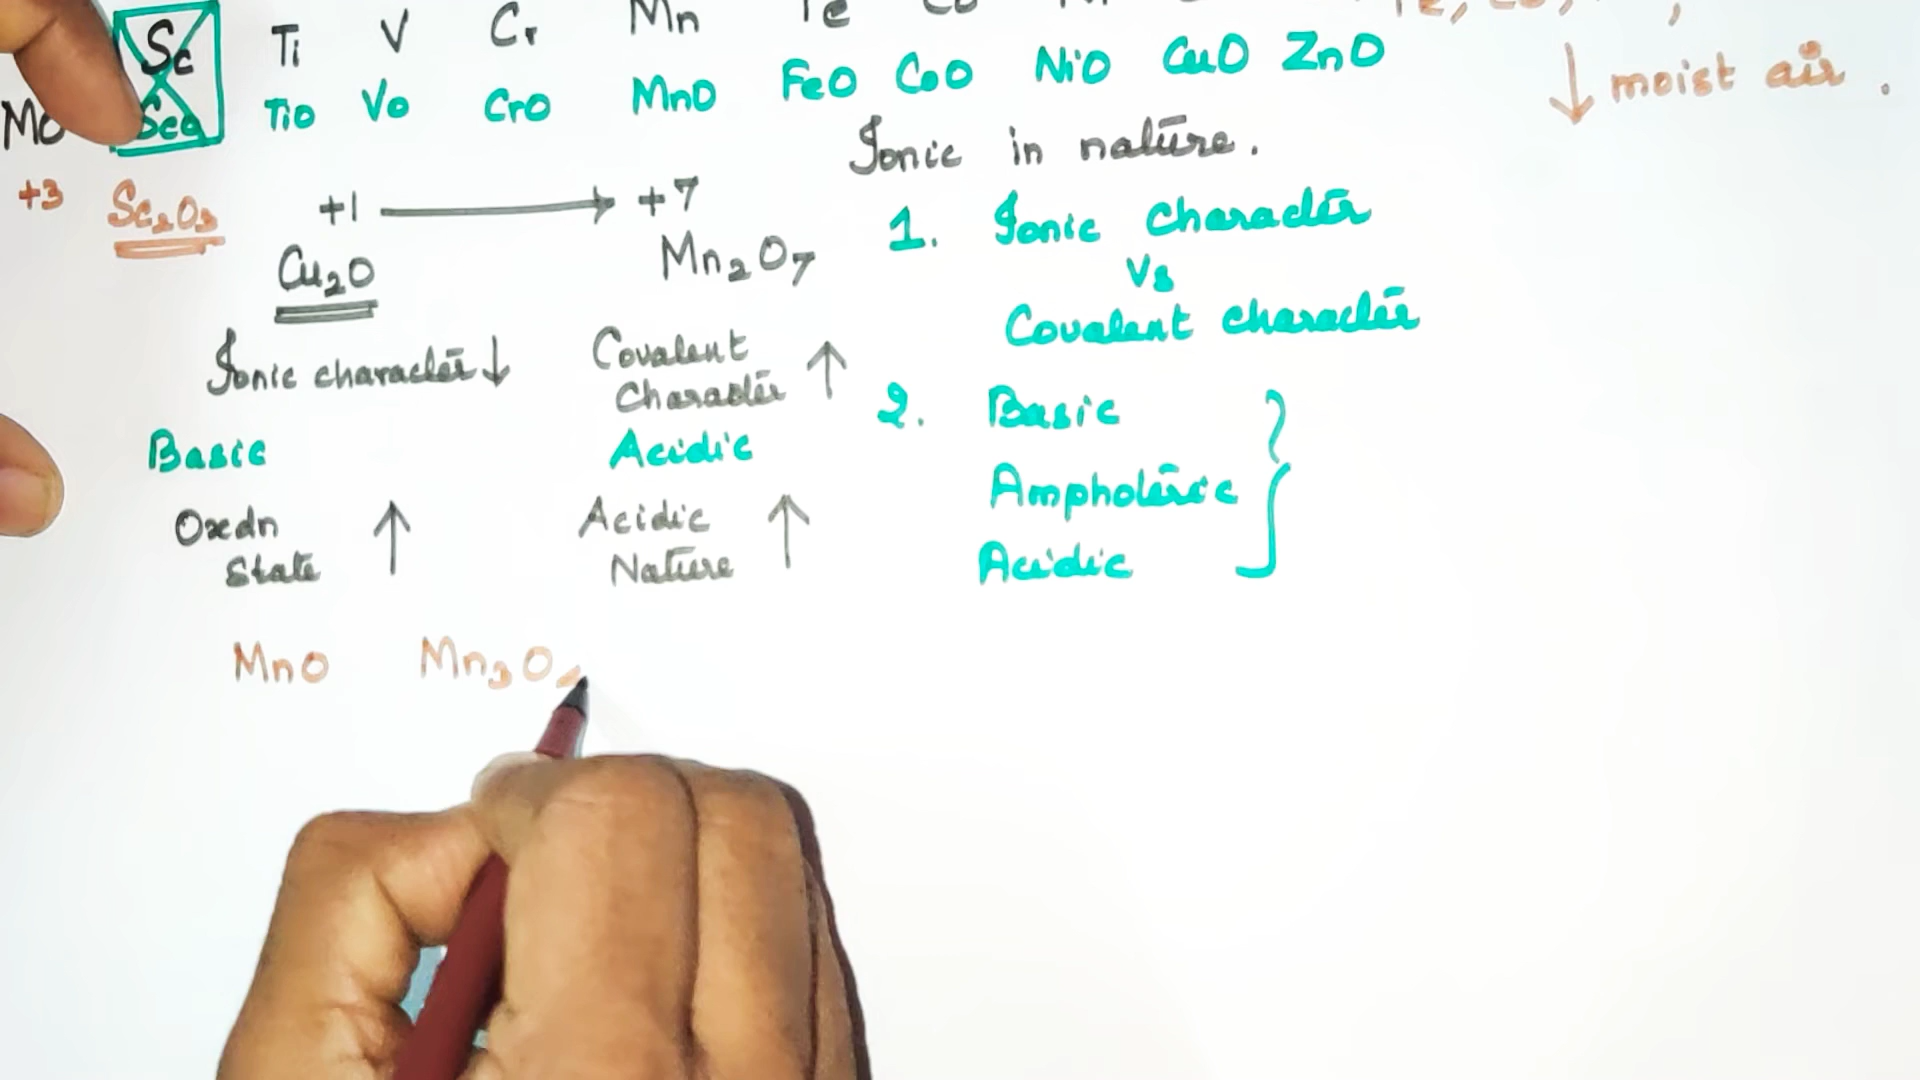 Sc Ti V Cr Mn
TiO Vo CrO MnO FeO CoO NiO CuO ZnO
↓ moist air.
Ionic in nature.
+3 Sc2O3
+1 → +7
Cu2O Mn2O7
1. Ionic Character
Vs
Covalent character
Ionic character ↓
Covalent
Character ↑
2. Basic
Amphoteric
Acidic
Basic Acidic
Oxdn
State ↑
Acidic
Nature ↑
MnO Mn3O